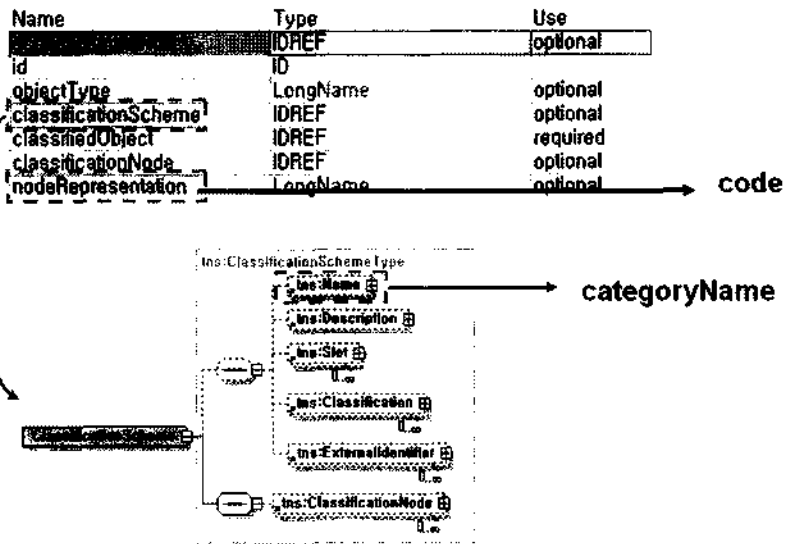 Name Type Use
IDREF optional
id ID
objectType LongName optional
classificationScheme IDREF optional
classifiedObject IDREF required
classificationNode IDREF optional
nodeRepresentation LongName optional
code
tns:ClassificationSchemeType
tns:Name
categoryName
tns:Description
tns:Slot
0..∞
tns:Classification
0..∞
ClassificationScheme
tns:ExternalIdentifier
0..∞
tns:ClassificationNode
0..∞